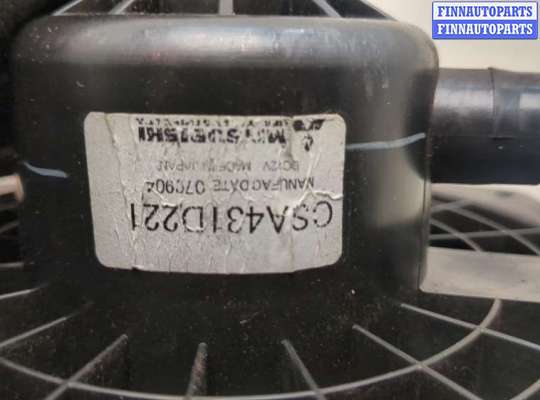 FINNAUTOPARTS
FINNAUTOPARTS
CSA431D221
MANUFAC DATE 070904
DC12V MADE IN JAPAN
MITSUBISHI